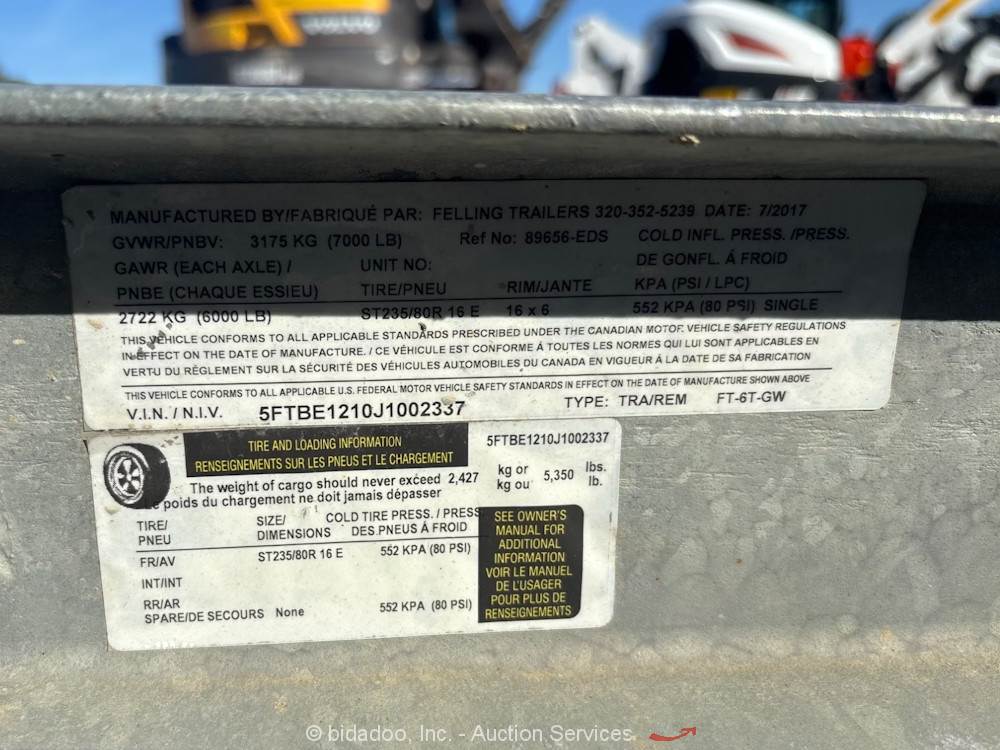 MANUFACTURED BY/FABRIQUÉ PAR: FELLING TRAILERS 320-352-5239 DATE: 7/2017
GVWR/PNBV: 3175 KG (7000 LB) Ref No: 89656-EDS COLD INFL. PRESS. /PRESS.
GAWR (EACH AXLE) / UNIT NO: DE GONFL. À FROID
PNBE (CHAQUE ESSIEU) TIRE/PNEU RIM/JANTE KPA (PSI / LPC)
2722 KG (6000 LB) ST235/80R 16 E 16 x 6 552 KPA (80 PSI) SINGLE
THIS VEHICLE CONFORMS TO ALL APPLICABLE STANDARDS PRESCRIBED UNDER THE CANADIAN MOTOR VEHICLE SAFETY REGULATIONS
IN EFFECT ON THE DATE OF MANUFACTURE. / CE VÉHICULE EST CONFORME À TOUTES LES NORMES QUI LUI SONT APPLICABLES EN
VERTU DU RÈGLEMENT SUR LA SÉCURITÉ DES VÉHICULES AUTOMOBILES DU CANADA EN VIGUEUR À LA DATE DE SA FABRICATION
THIS VEHICLE CONFORMS TO ALL APPLICABLE U.S. FEDERAL MOTOR VEHICLE SAFETY STANDARDS IN EFFECT ON THE DATE OF MANUFACTURE SHOWN ABOVE
V.I.N. / N.I.V. 5FTBE1210J1002337 TYPE: TRA/REM FT-6T-GW
TIRE AND LOADING INFORMATION 5FTBE1210J1002337
RENSEIGNEMENTS SUR LES PNEUS ET LE CHARGEMENT
The weight of cargo should never exceed 2,427 kg or 5,350 lbs.
Le poids du chargement ne doit jamais dépasser kg ou lb.
TIRE/ SIZE/ COLD TIRE PRESS. / PRESS
PNEU DIMENSIONS DES PNEUS À FROID
FR/AV ST235/80R 16 E 552 KPA (80 PSI)
INT/INT
RR/AR
SPARE/DE SECOURS None 552 KPA (80 PSI)
SEE OWNER'S
MANUAL FOR
ADDITIONAL
INFORMATION
VOIR LE MANUEL
DE L'USAGER
POUR PLUS DE
RENSEIGNEMENTS
© bidadoo, Inc. - Auction Services